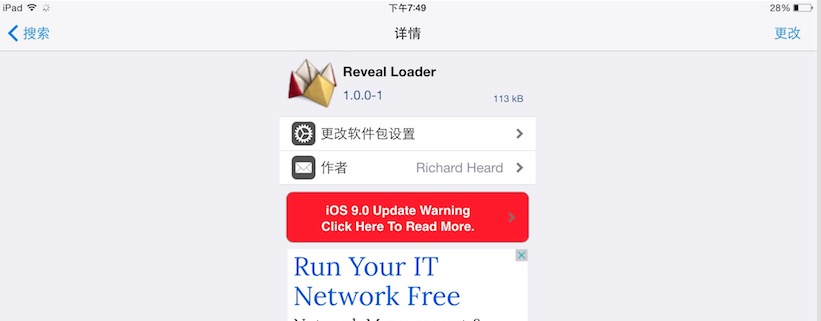 iPad 下午7:49 28%
搜索 详情 更改
Reveal Loader
1.0.0-1 113 kB
更改软件包设置
作者 Richard Heard
iOS 9.0 Update Warning
Click Here To Read More.
Run Your IT
Network Free